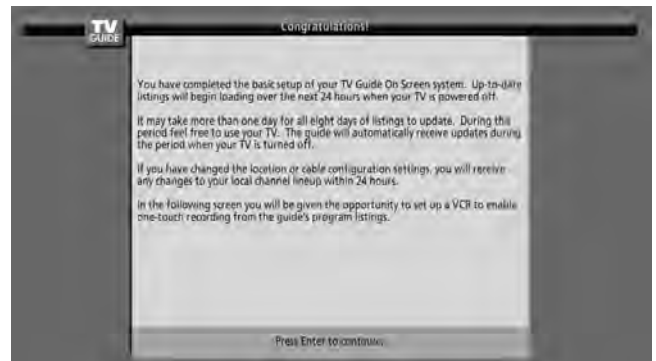 TV
GUIDE
Congratulations!
You have completed the basic setup of your TV Guide On Screen system. Up-to-date
listings will begin loading over the next 24 hours when your TV is powered off.
It may take more than one day for all eight days of listings to update. During this
period feel free to use your TV. The guide will automatically receive updates during
the period when your TV is turned off.
If you have changed the location or cable configuration settings, you will receive
any changes to your local channel lineup within 24 hours.
In the following screen you will be given the opportunity to set up a VCR to enable
one-touch recording from the guide's program listings.
Press Enter to continue.